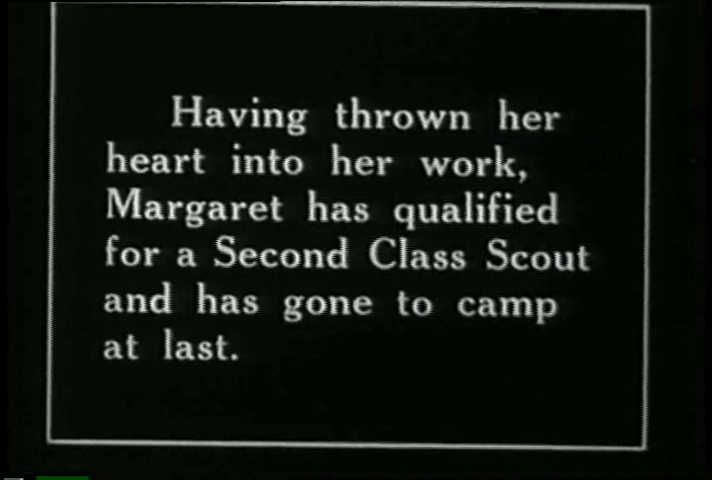 Having thrown her
heart into her work,
Margaret has qualified
for a Second Class Scout
and has gone to camp
at last.